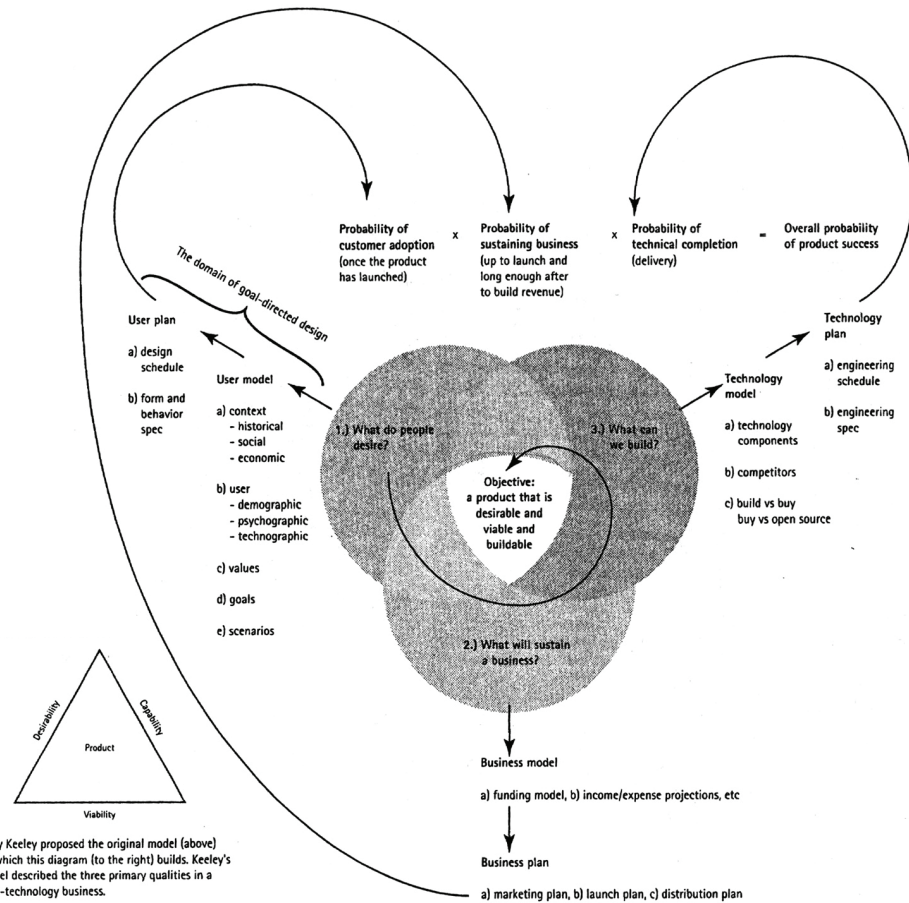 Probability of
customer adoption
(once the product
has launched)
x
Probability of
sustaining business
(up to launch and
long enough after
to build revenue)
x
Probability of
technical completion
(delivery)
=
Overall probability
of product success
The domain of goal-directed design
User plan
a) design
schedule
b) form and
behavior
spec
User model
a) context
- historical
- social
- economic
b) user
- demographic
- psychographic
- technographic
c) values
d) goals
e) scenarios
1.) What do people
desire?
3.) What can
we build?
Objective:
a product that is
desirable and
viable and
buildable
2.) What will sustain
a business?
Technology
model
a) technology
components
b) competitors
c) build vs buy
buy vs open source
Technology
plan
a) engineering
schedule
b) engineering
spec
Business model
a) funding model, b) income/expense projections, etc
Business plan
a) marketing plan, b) launch plan, c) distribution plan
Desirability
Capability
Product
Viability
Keeley proposed the original model (above)
which this diagram (to the right) builds. Keeley's
described the three primary qualities in a
-technology business.